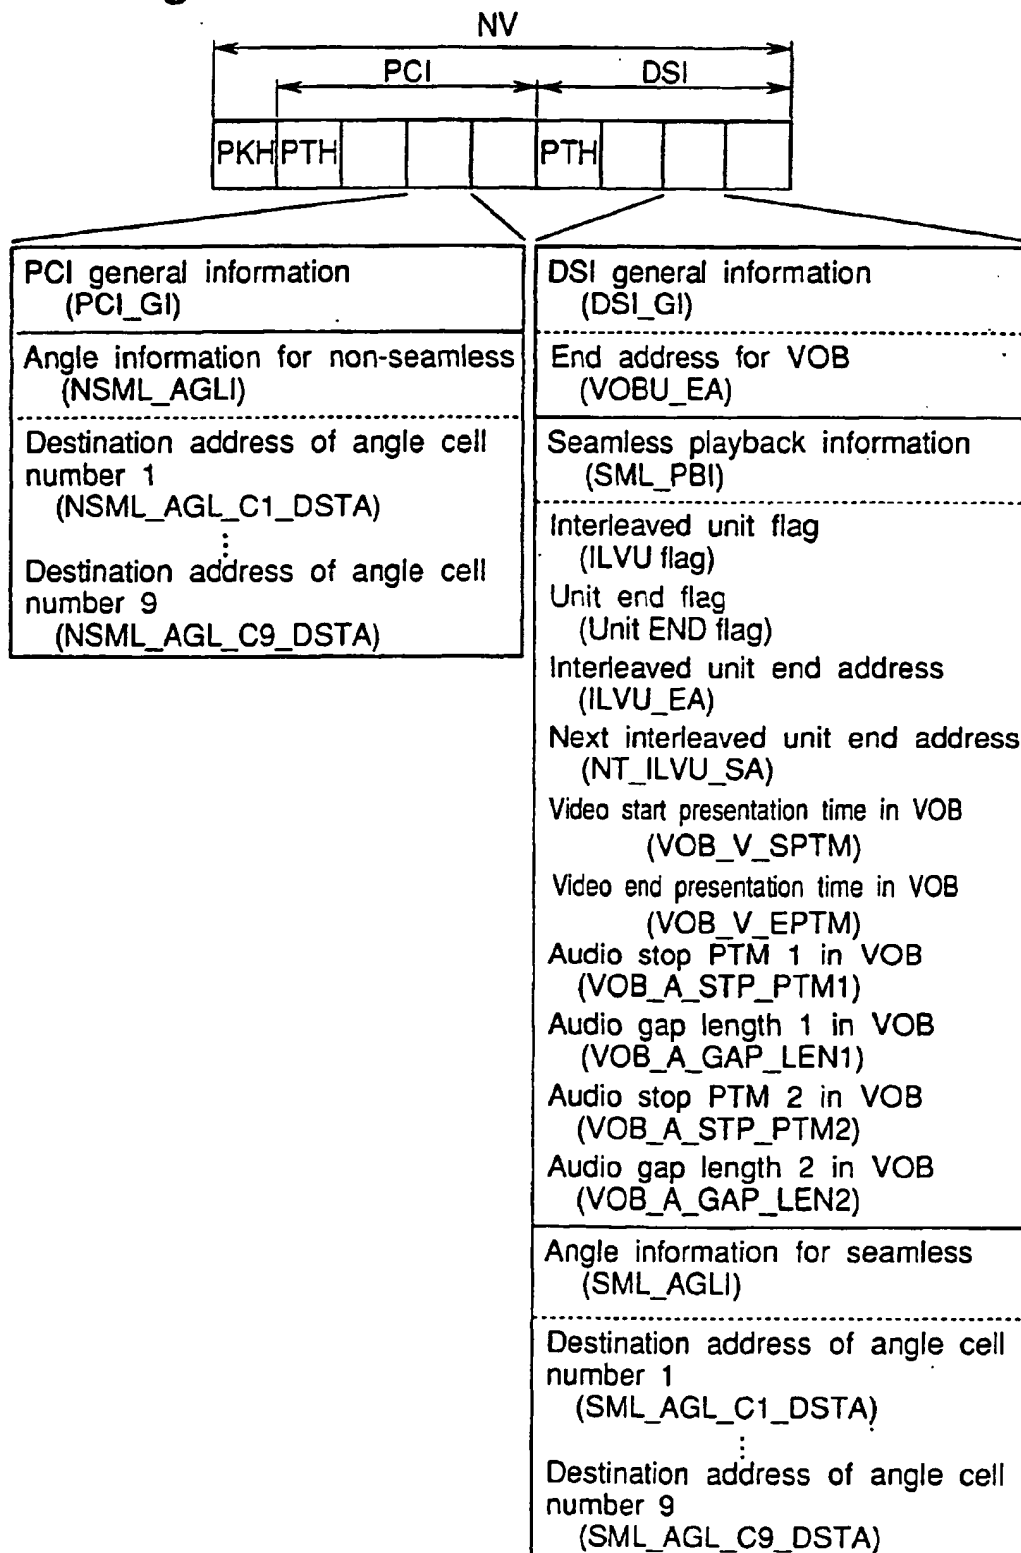 NV
PCI DSI
PKH PTH PTH
PCI general information
(PCI_GI)
Angle information for non-seamless
(NSML_AGLI)
Destination address of angle cell
number 1
(NSML_AGL_C1_DSTA)
Destination address of angle cell
number 9
(NSML_AGL_C9_DSTA)
DSI general information
(DSI_GI)
End address for VOB
(VOBU_EA)
Seamless playback information
(SML_PBI)
Interleaved unit flag
(ILVU flag)
Unit end flag
(Unit END flag)
Interleaved unit end address
(ILVU_EA)
Next interleaved unit end address
(NT_ILVU_SA)
Video start presentation time in VOB
(VOB_V_SPTM)
Video end presentation time in VOB
(VOB_V_EPTM)
Audio stop PTM 1 in VOB
(VOB_A_STP_PTM1)
Audio gap length 1 in VOB
(VOB_A_GAP_LEN1)
Audio stop PTM 2 in VOB
(VOB_A_STP_PTM2)
Audio gap length 2 in VOB
(VOB_A_GAP_LEN2)
Angle information for seamless
(SML_AGLI)
Destination address of angle cell
number 1
(SML_AGL_C1_DSTA)
Destination address of angle cell
number 9
(SML_AGL_C9_DSTA)